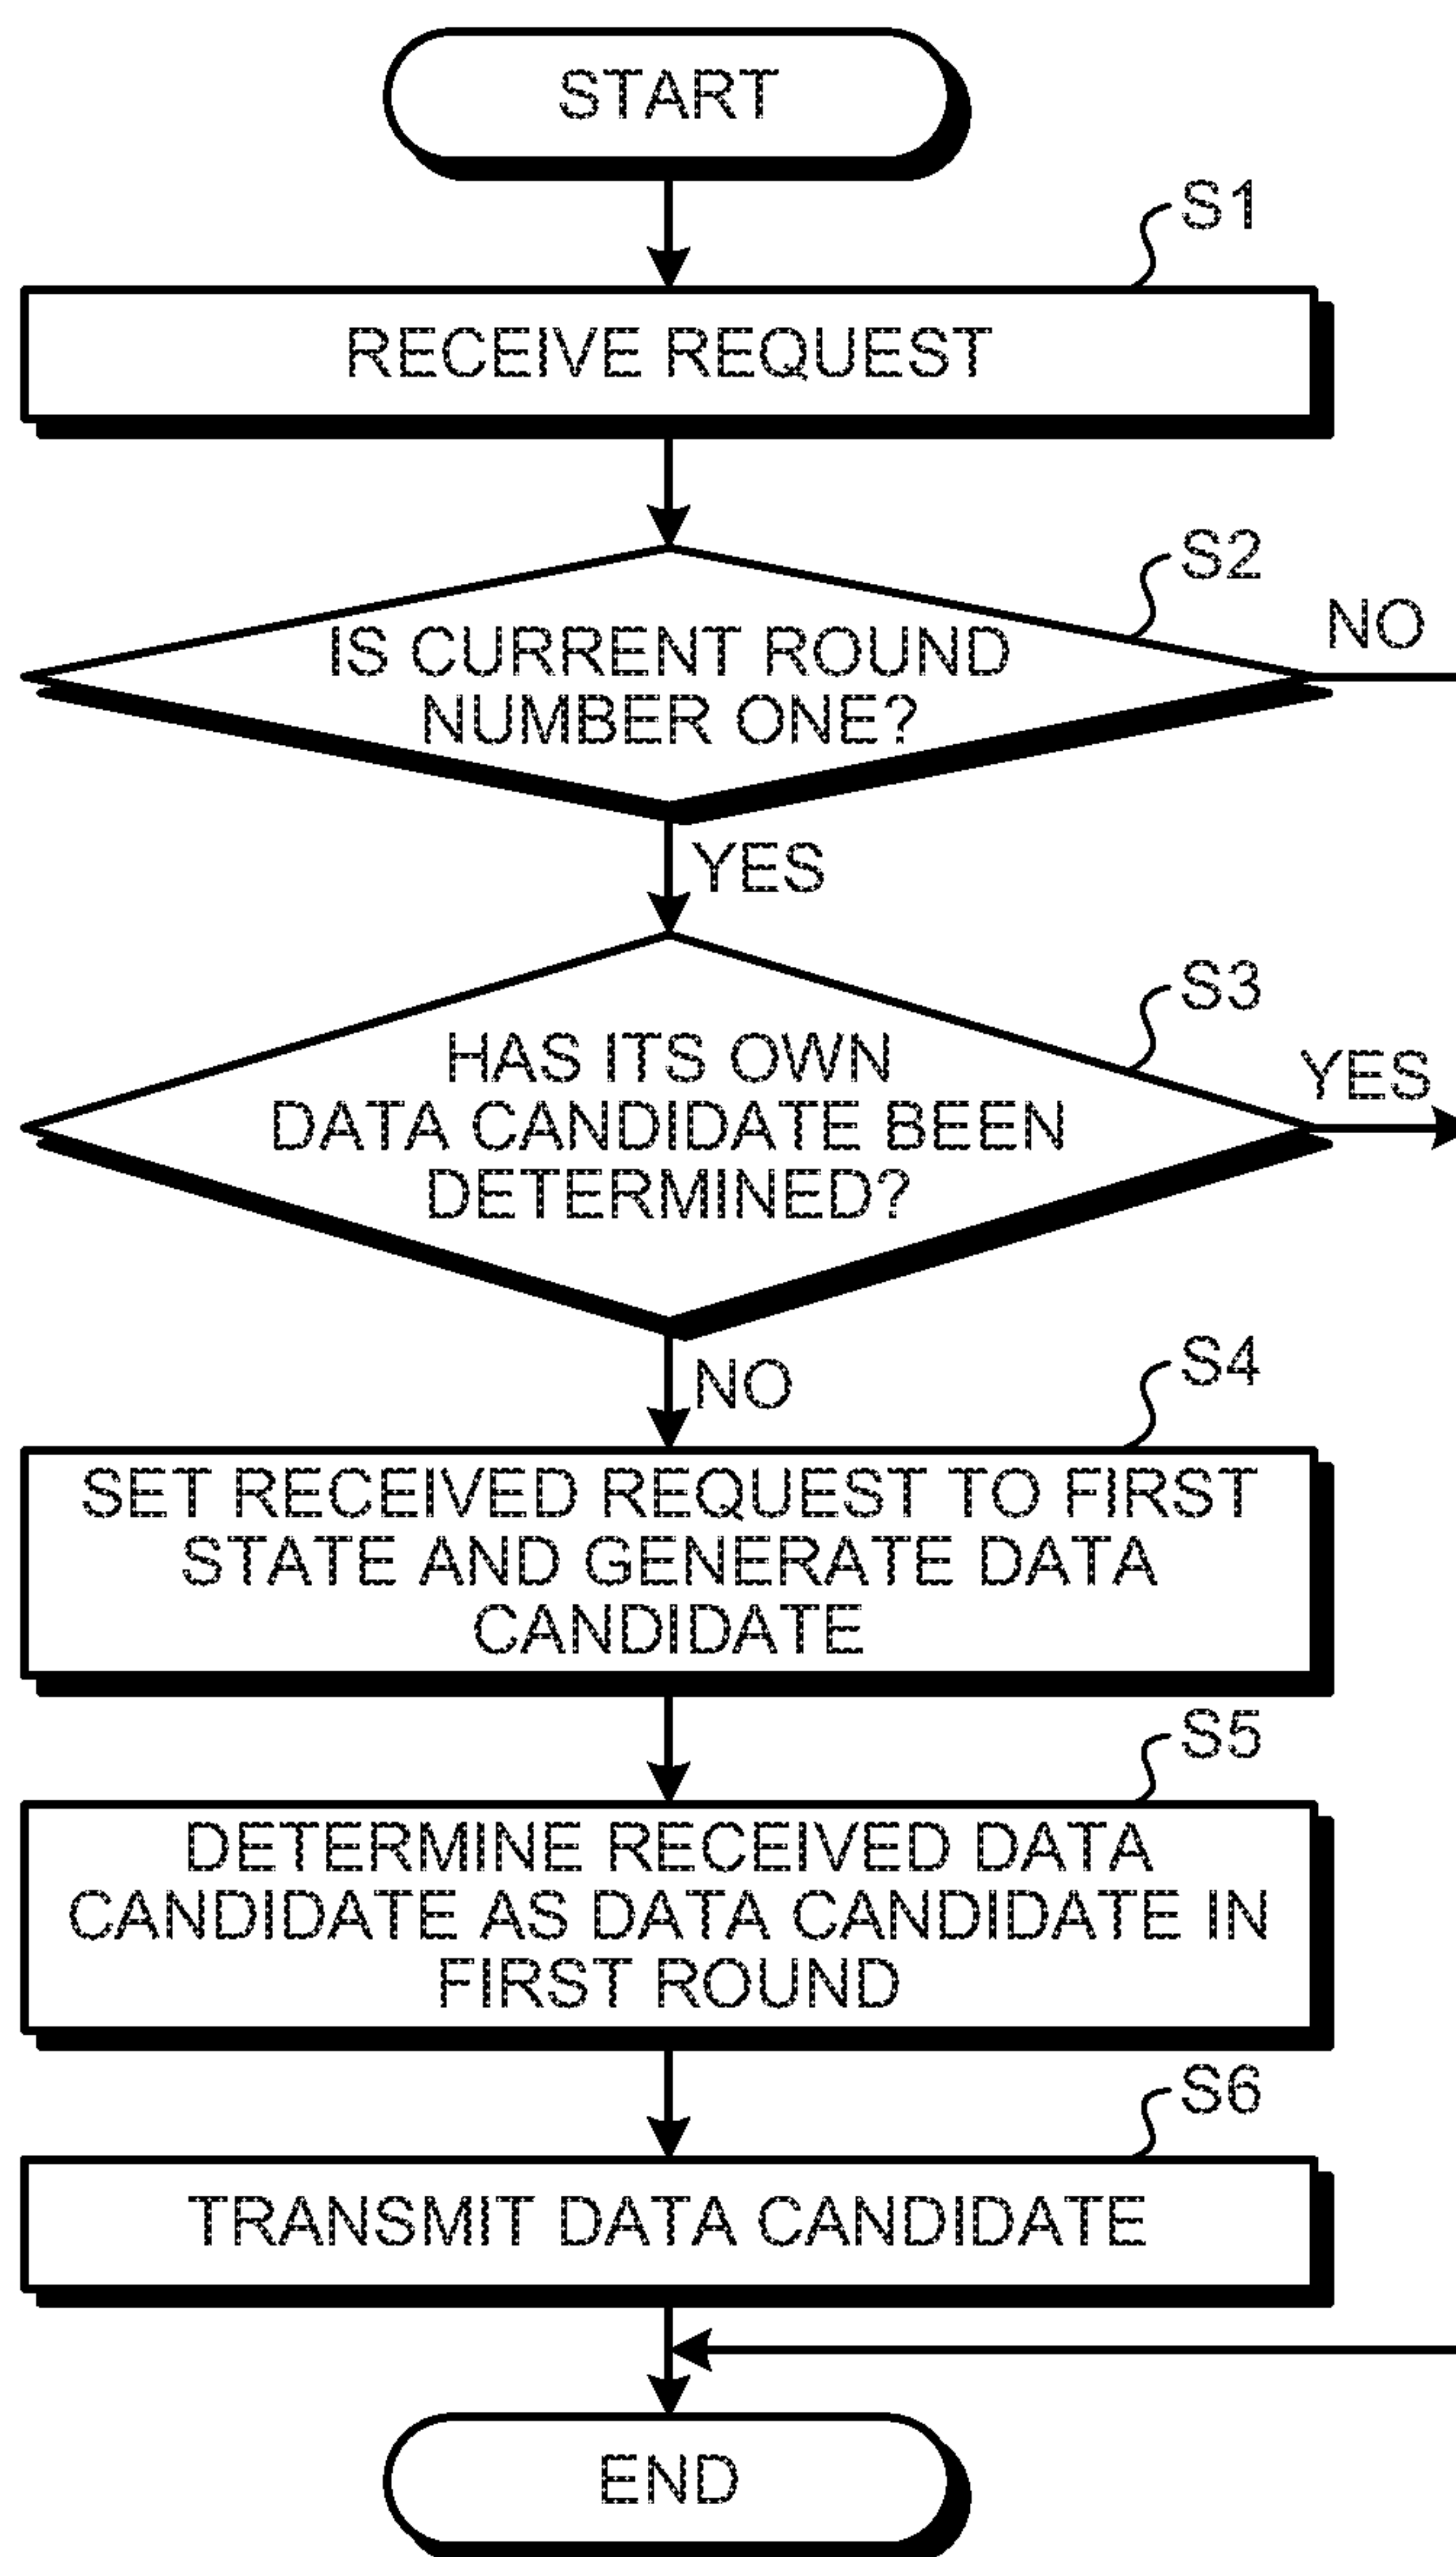 START
S1
RECEIVE REQUEST
S2
NO
IS CURRENT ROUND
NUMBER ONE?
YES
S3
YES
HAS ITS OWN
DATA CANDIDATE BEEN
DETERMINED?
NO
S4
SET RECEIVED REQUEST TO FIRST
STATE AND GENERATE DATA
CANDIDATE
S5
DETERMINE RECEIVED DATA
CANDIDATE AS DATA CANDIDATE IN
FIRST ROUND
S6
TRANSMIT DATA CANDIDATE
END